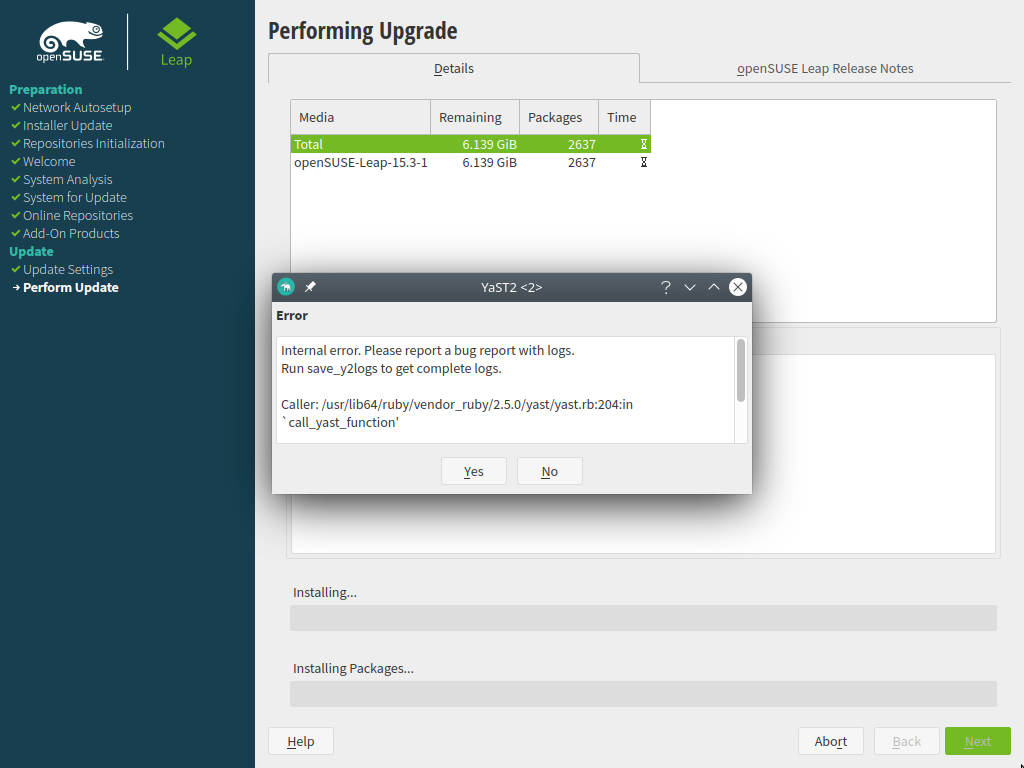 openSUSE
Leap
Preparation
Network Autosetup
Installer Update
Repositories Initialization
Welcome
System Analysis
System for Update
Online Repositories
Add-On Products
Update
Update Settings
Perform Update
Performing Upgrade
Details
openSUSE Leap Release Notes
Media Remaining Packages Time
Total 6.139 GiB 2637
openSUSE-Leap-15.3-1 6.139 GiB 2637
YaST2 <2>
Error
Internal error. Please report a bug report with logs.
Run save_y2logs to get complete logs.
Caller: /usr/lib64/ruby/vendor_ruby/2.5.0/yast/yast.rb:204:in
`call_yast_function'
Yes No
Installing...
Installing Packages...
Help Abort Back Next